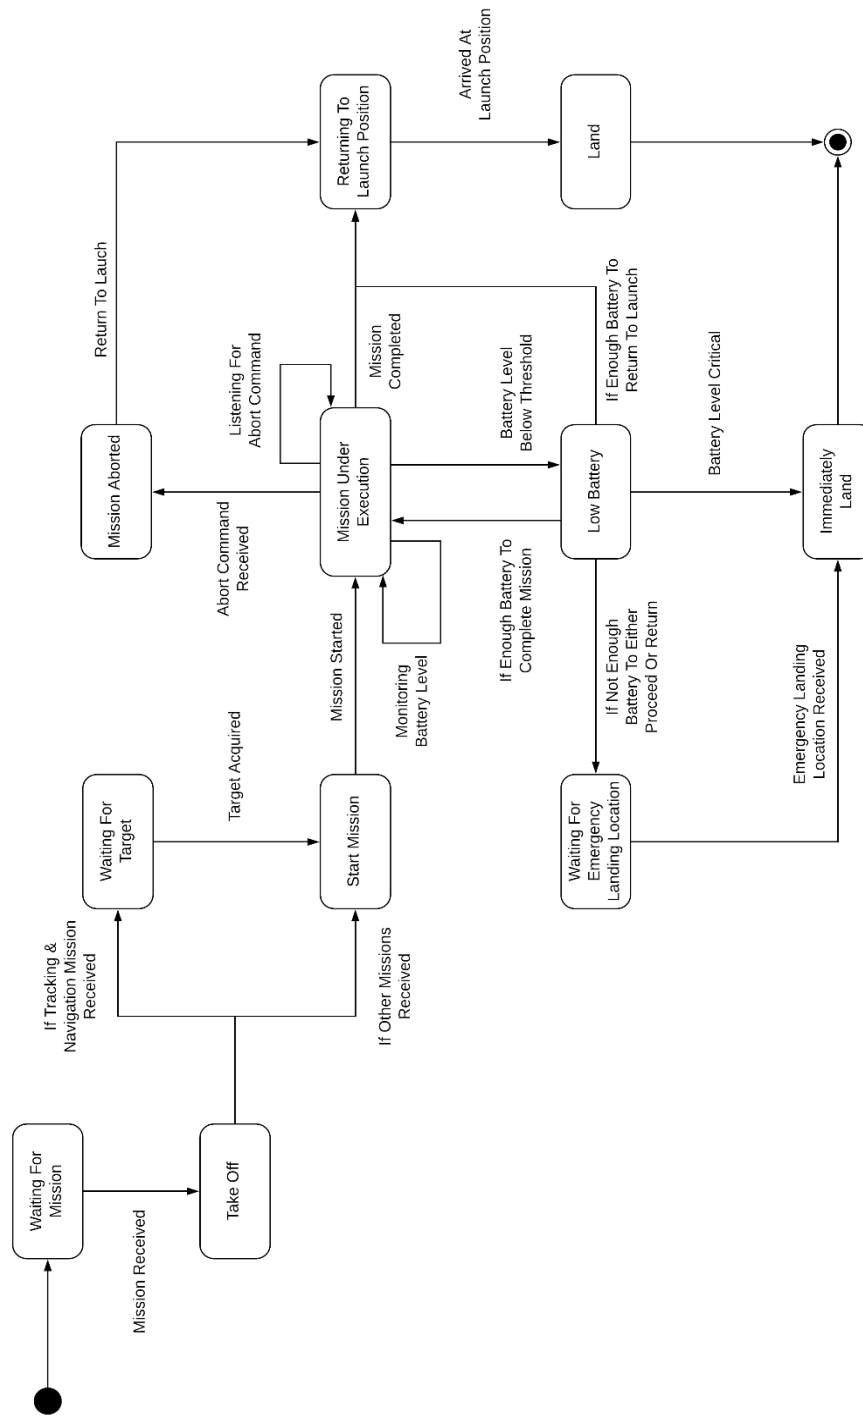 Waiting For
Mission
Mission Received
Take Off
If Tracking &
Navigation Mission
Received
If Other Missions
Received
Waiting For
Target
Target Acquired
Start Mission
Mission Started
Mission Aborted
Return To Lauch
Abort Command
Received
Listening For
Abort Command
Mission Under
Execution
Monitoring
Battery Level
Mission
Completed
Returning To
Launch Position
Arrived At
Launch Position
Land
If Enough Battery To
Complete Mission
Battery Level
Below Threshold
Low Battery
If Enough Battery To
Return To Launch
If Not Enough
Battery To Either
Proceed Or Return
Waiting For
Emergency
Landing Location
Battery Level Critical
Emergency Landing
Location Received
Immediately
Land